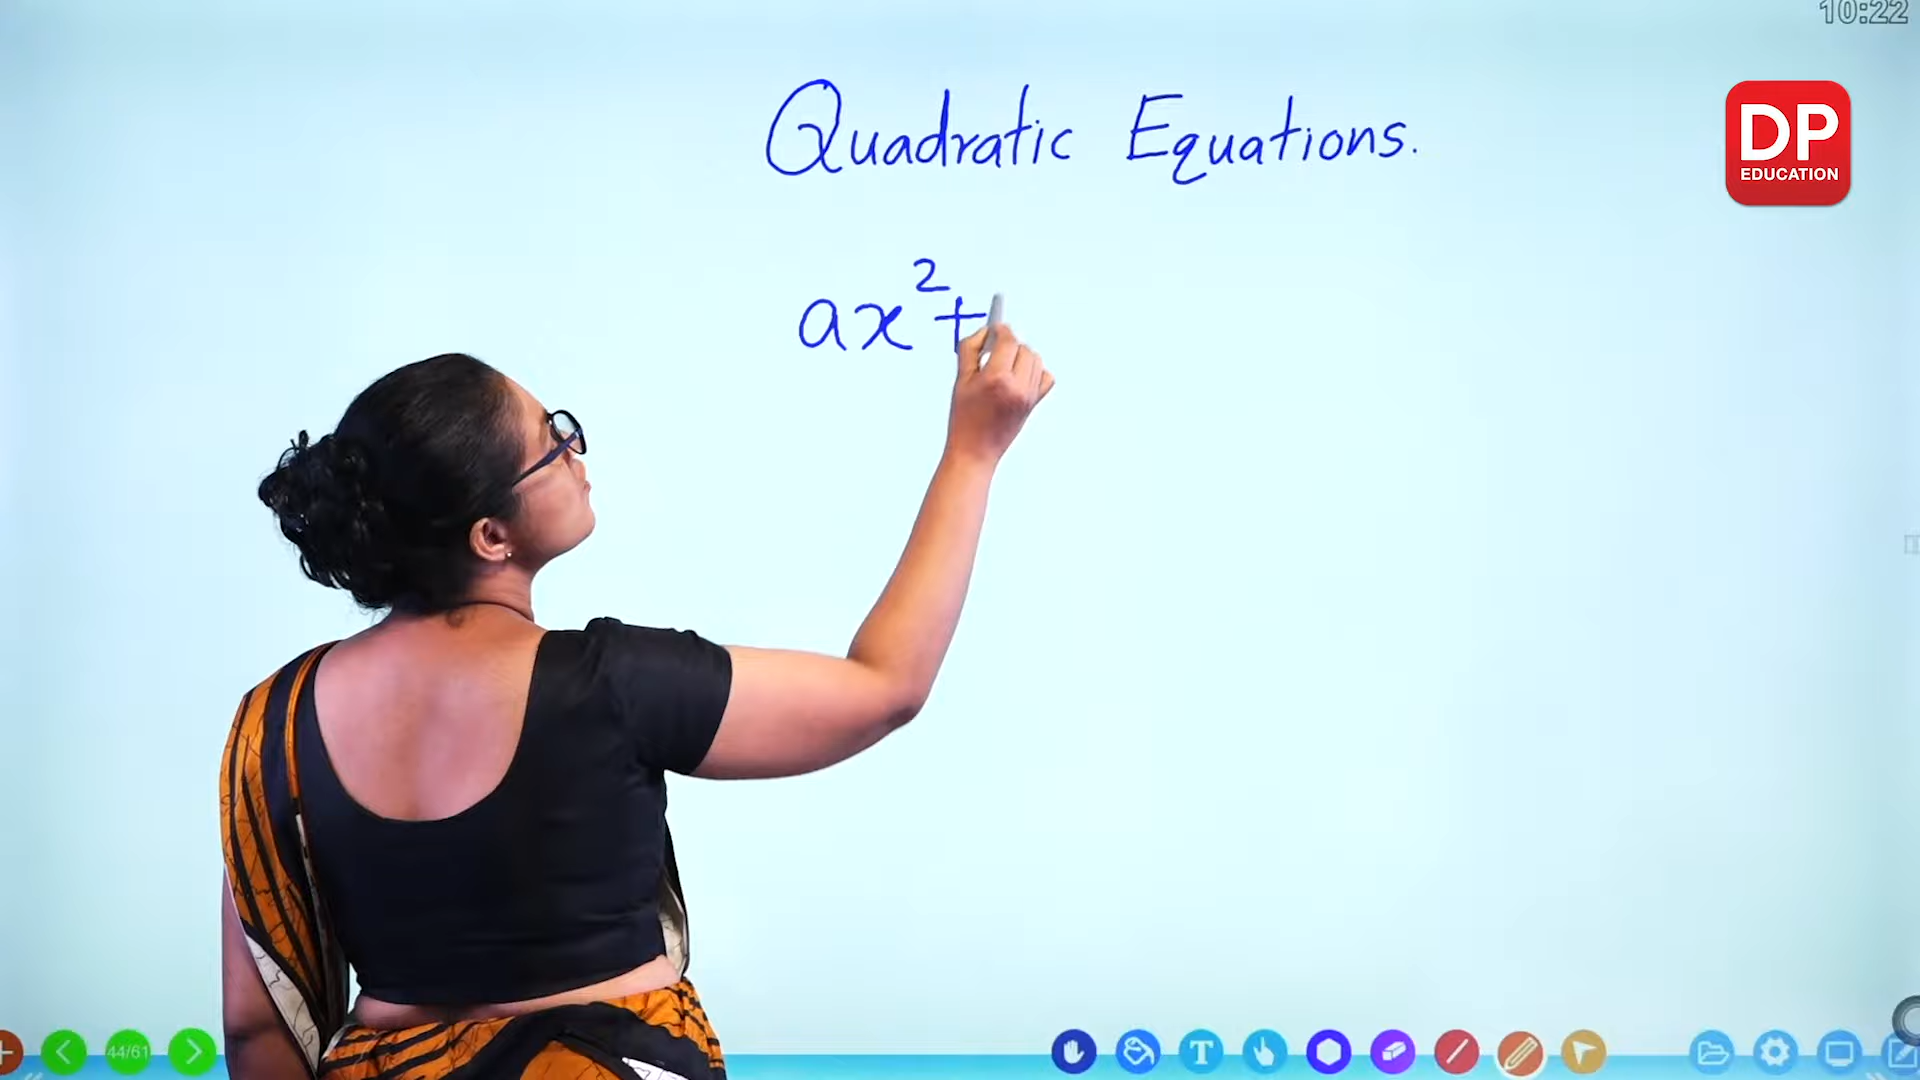 10:22
Quadratic Equations.
DP
EDUCATION
ax²+
44/61
T